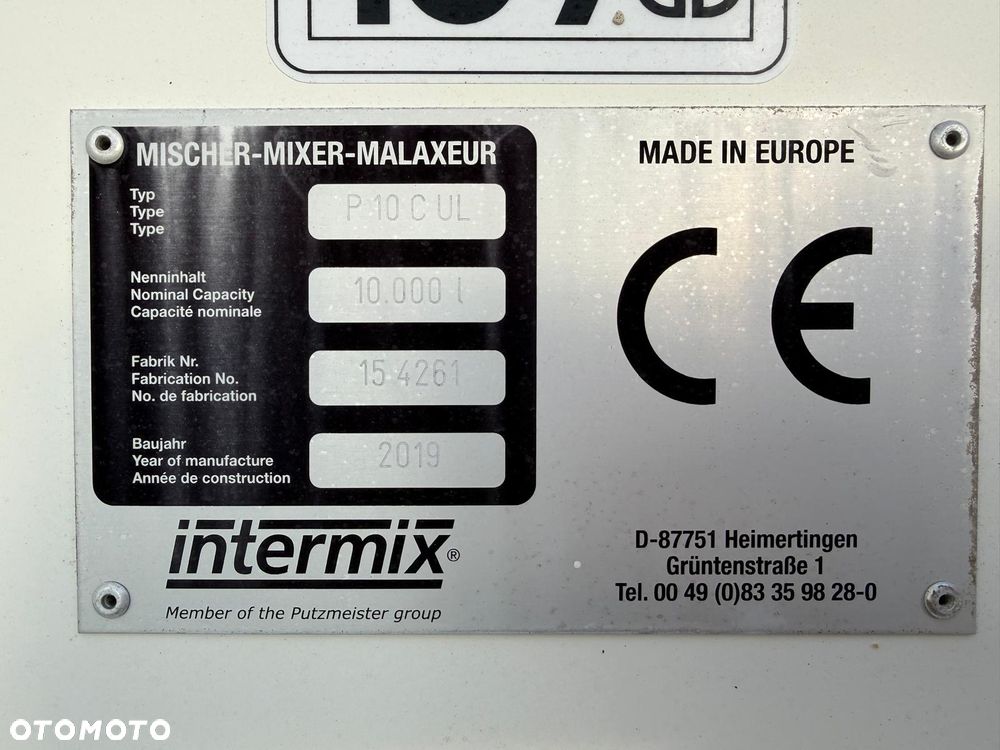 MISCHER-MIXER-MALAXEUR
Typ
Type
Type
P 10 C UL
Nenninhalt
Nominal Capacity
Capacité nominale
10.000 l
Fabrik Nr.
Fabrication No.
No. de fabrication
15 4261
Baujahr
Year of manufacture
Année de construction
2019
intermix®
Member of the Putzmeister group
MADE IN EUROPE
CE
D-87751 Heimertingen
Grüntenstraße 1
Tel. 00 49 (0)83 35 98 28-0
OTOMOTO